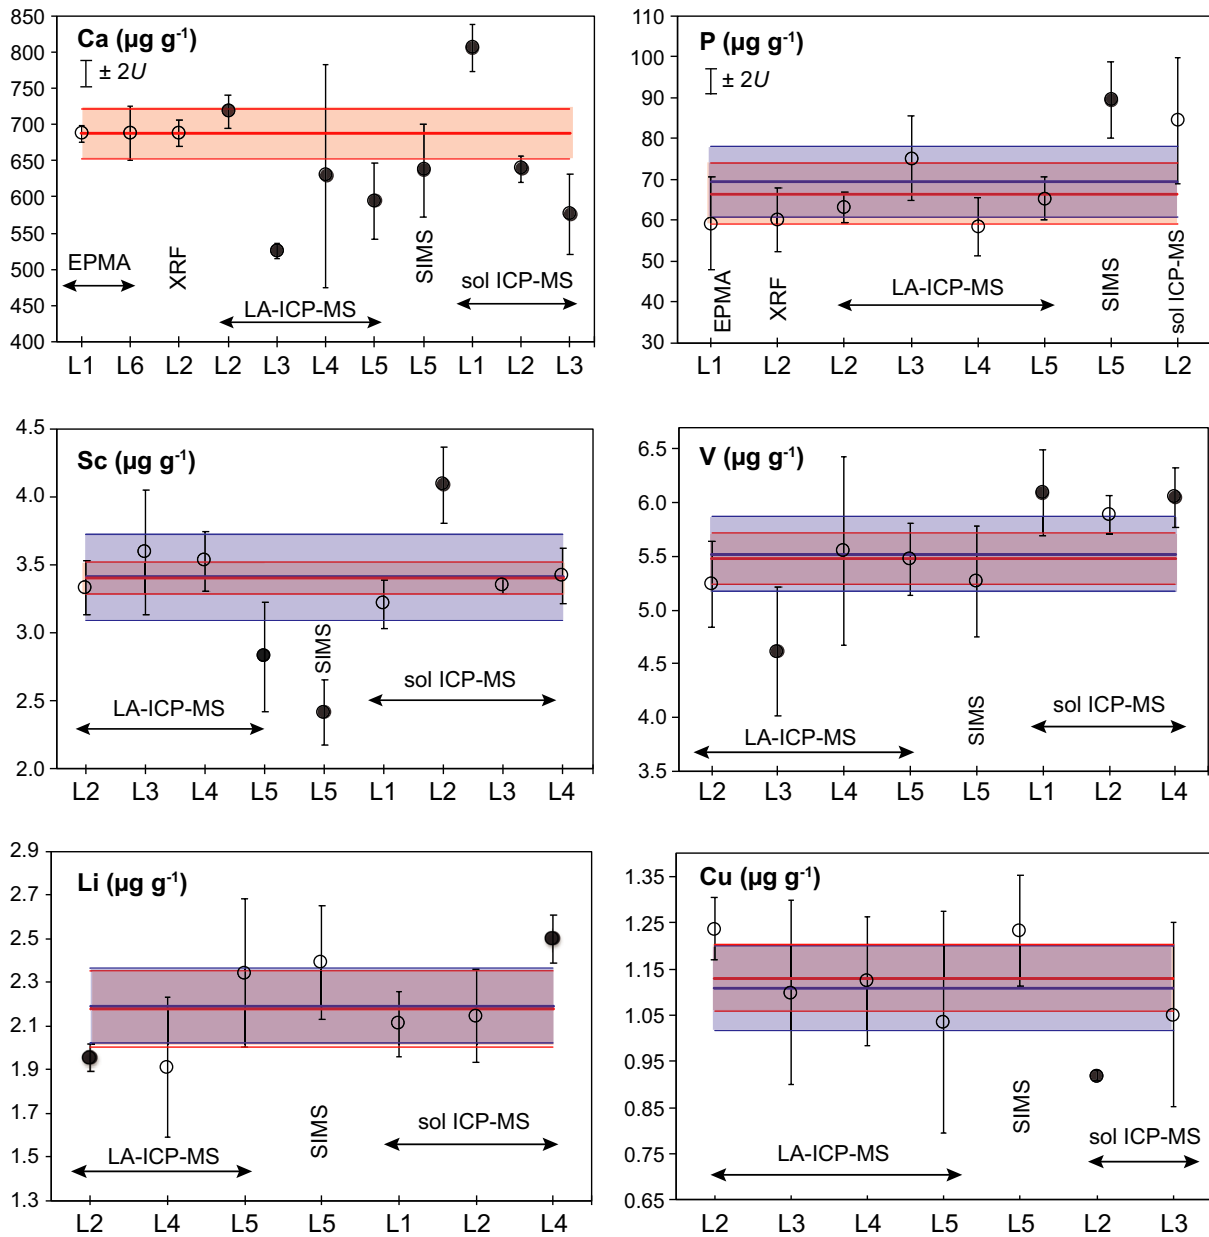 Ca (µg g-1)
± 2U
850
800
750
700
650
600
550
500
450
400
EPMA
XRF
LA-ICP-MS
SIMS
sol ICP-MS
L1 L6 L2 L2 L3 L4 L5 L5 L1 L2 L3
P (µg g-1)
± 2U
110
100
90
80
70
60
50
40
30
EPMA
XRF
LA-ICP-MS
SIMS
sol ICP-MS
L1 L2 L2 L3 L4 L5 L5 L2
Sc (µg g-1)
4.5
4.0
3.5
3.0
2.5
2.0
LA-ICP-MS
SIMS
sol ICP-MS
L2 L3 L4 L5 L5 L1 L2 L3 L4
V (µg g-1)
6.5
6.0
5.5
5.0
4.5
4.0
3.5
LA-ICP-MS
SIMS
sol ICP-MS
L2 L3 L4 L5 L5 L1 L2 L4
Li (µg g-1)
2.9
2.7
2.5
2.3
2.1
1.9
1.7
1.5
1.3
LA-ICP-MS
SIMS
sol ICP-MS
L2 L4 L5 L5 L1 L2 L4
Cu (µg g-1)
1.35
1.25
1.15
1.05
0.95
0.85
0.75
0.65
LA-ICP-MS
SIMS
sol ICP-MS
L2 L3 L4 L5 L5 L2 L3